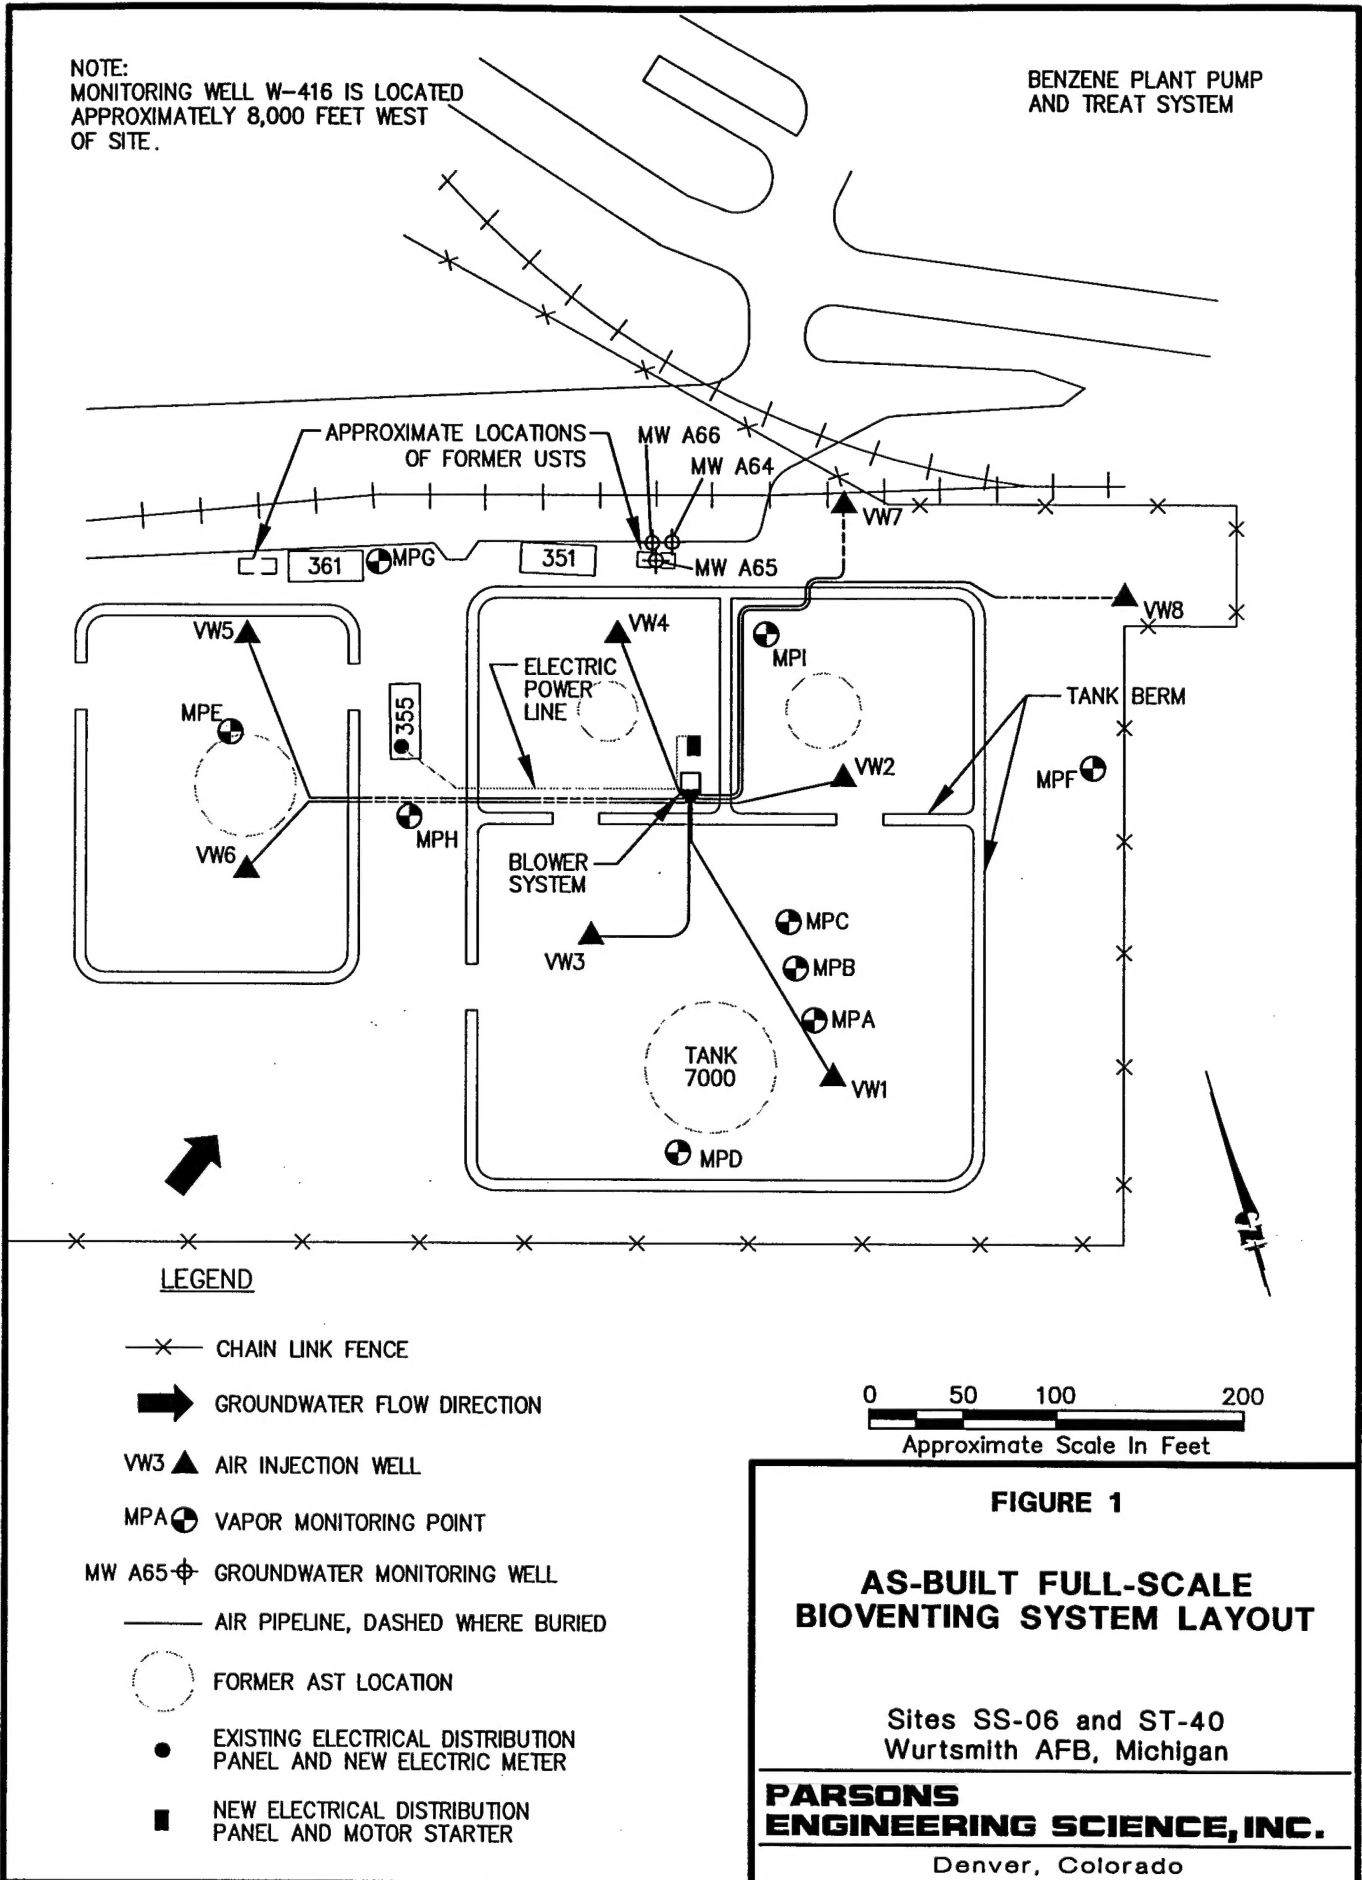 NOTE:
MONITORING WELL W-416 IS LOCATED
APPROXIMATELY 8,000 FEET WEST
OF SITE.
BENZENE PLANT PUMP
AND TREAT SYSTEM
APPROXIMATE LOCATIONS
OF FORMER USTS
MW A66
MW A64
VW7
361
MPG
351
MW A65
VW8
VW5
VW4
MPI
ELECTRIC
POWER
LINE
355
TANK BERM
MPE
VW2
MPF
MPH
VW6
BLOWER
SYSTEM
MPC
VW3
MPB
MPA
TANK
7000
VW1
MPD
N
LEGEND
CHAIN LINK FENCE
GROUNDWATER FLOW DIRECTION
VW3 AIR INJECTION WELL
MPA VAPOR MONITORING POINT
MW A65 GROUNDWATER MONITORING WELL
AIR PIPELINE, DASHED WHERE BURIED
FORMER AST LOCATION
EXISTING ELECTRICAL DISTRIBUTION
PANEL AND NEW ELECTRIC METER
NEW ELECTRICAL DISTRIBUTION
PANEL AND MOTOR STARTER
0 50 100 200
Approximate Scale In Feet
FIGURE 1
AS-BUILT FULL-SCALE
BIOVENTING SYSTEM LAYOUT
Sites SS-06 and ST-40
Wurtsmith AFB, Michigan
PARSONS
ENGINEERING SCIENCE, INC.
Denver, Colorado